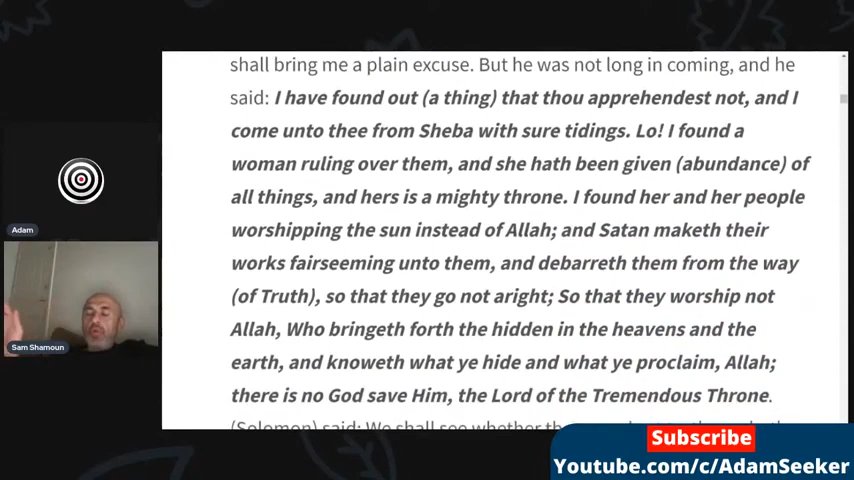 shall bring me a plain excuse. But he was not long in coming, and he
said: I have found out (a thing) that thou apprehendest not, and I
come unto thee from Sheba with sure tidings. Lo! I found a
woman ruling over them, and she hath been given (abundance) of
all things, and hers is a mighty throne. I found her and her people
worshipping the sun instead of Allah; and Satan maketh their
works fairseeming unto them, and debarreth them from the way
(of Truth), so that they go not aright; So that they worship not
Allah, Who bringeth forth the hidden in the heavens and the
earth, and knoweth what ye hide and what ye proclaim, Allah;
there is no God save Him, the Lord of the Tremendous Throne.
(Solomon) said: We shall see whether
Adam
Sam Shamoun
Subscribe
Youtube.com/c/AdamSeeker